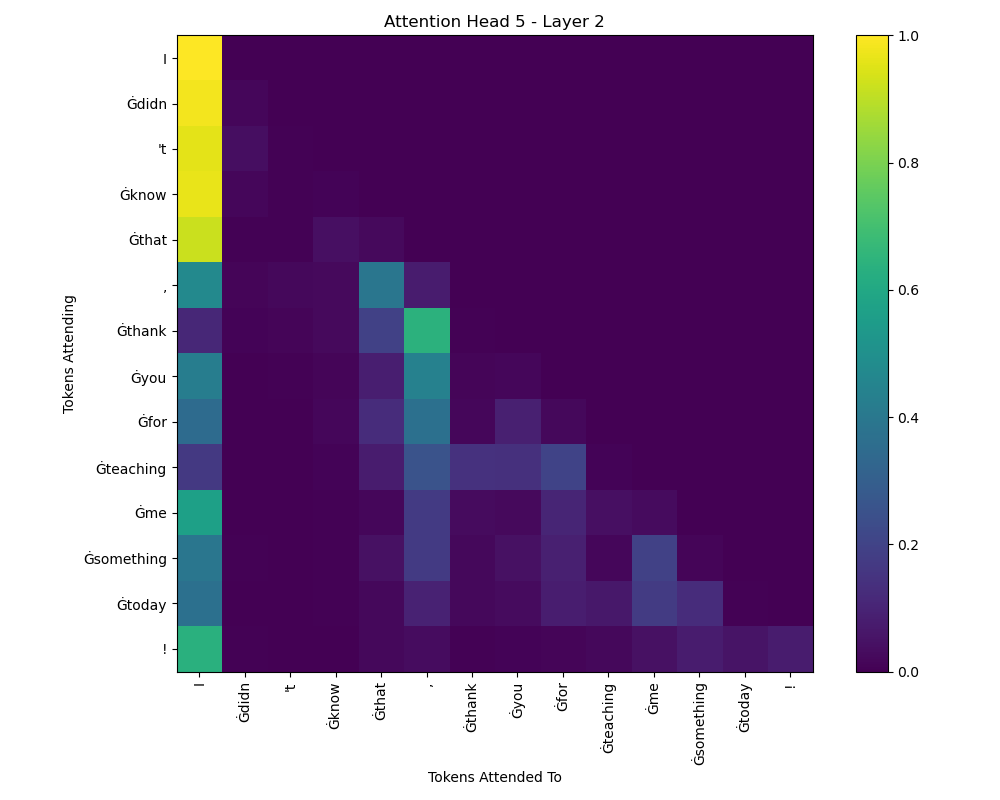 Attention Head 5 - Layer 2
Tokens Attending
I
Ġdidn
't
Ġknow
Ġthat
,
Ġthank
Ġyou
Ġfor
Ġteaching
Ġme
Ġsomething
Ġtoday
!
I
Ġdidn
't
Ġknow
Ġthat
,
Ġthank
Ġyou
Ġfor
Ġteaching
Ġme
Ġsomething
Ġtoday
!
Tokens Attended To
1.0
0.8
0.6
0.4
0.2
0.0